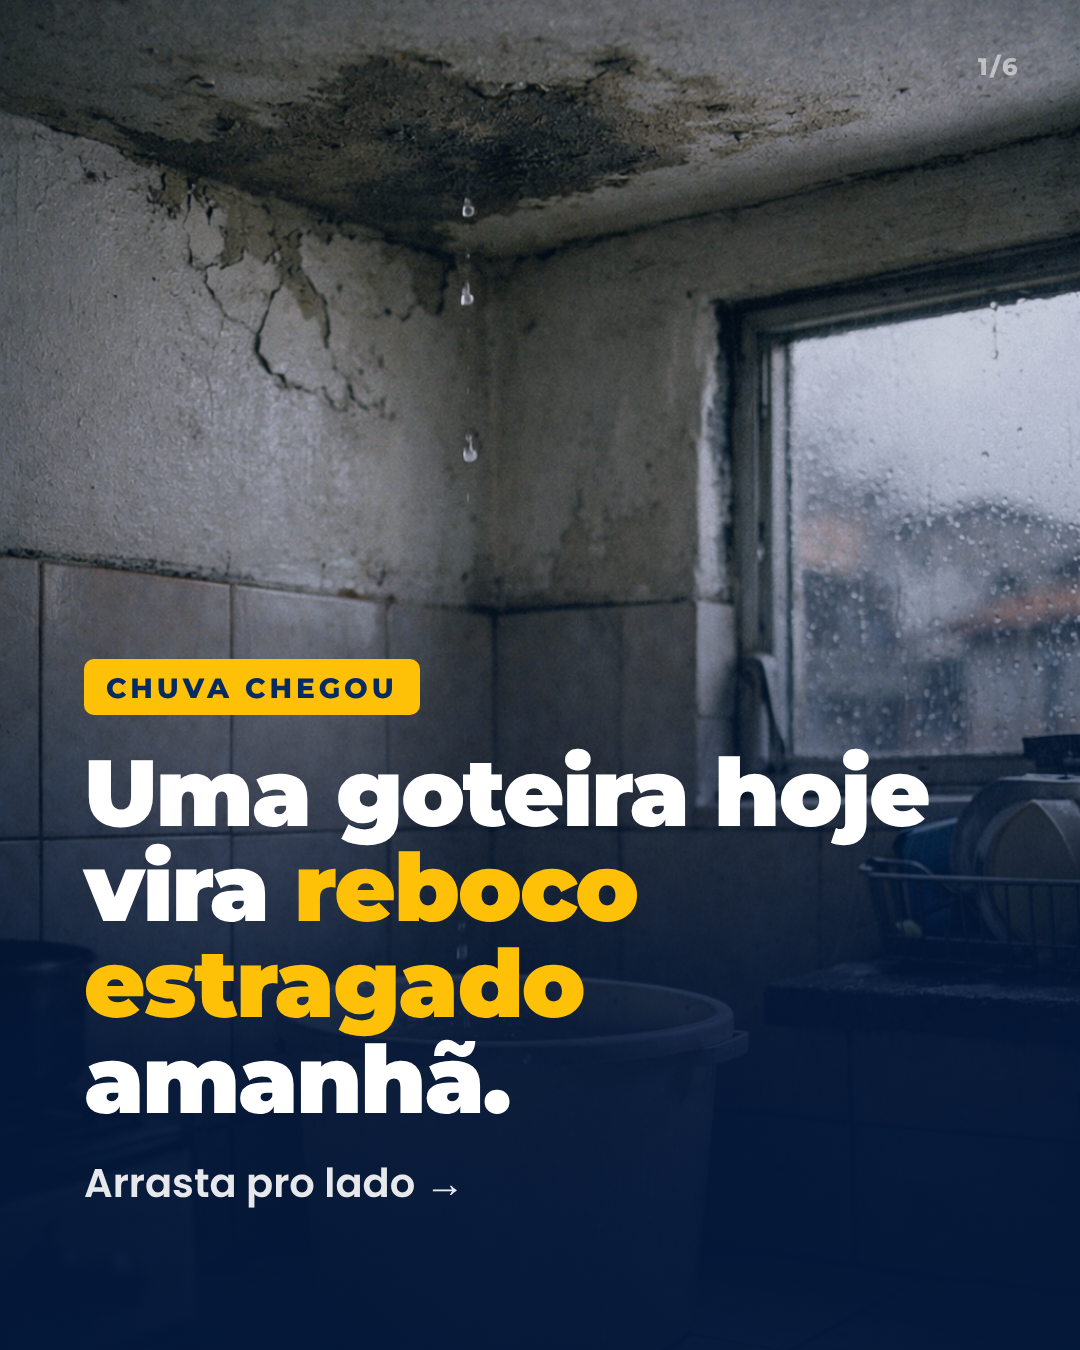 1/6
CHUVA CHEGOU
Uma goteira hoje
vira reboco
estragado
amanhã.
Arrasta pro lado →